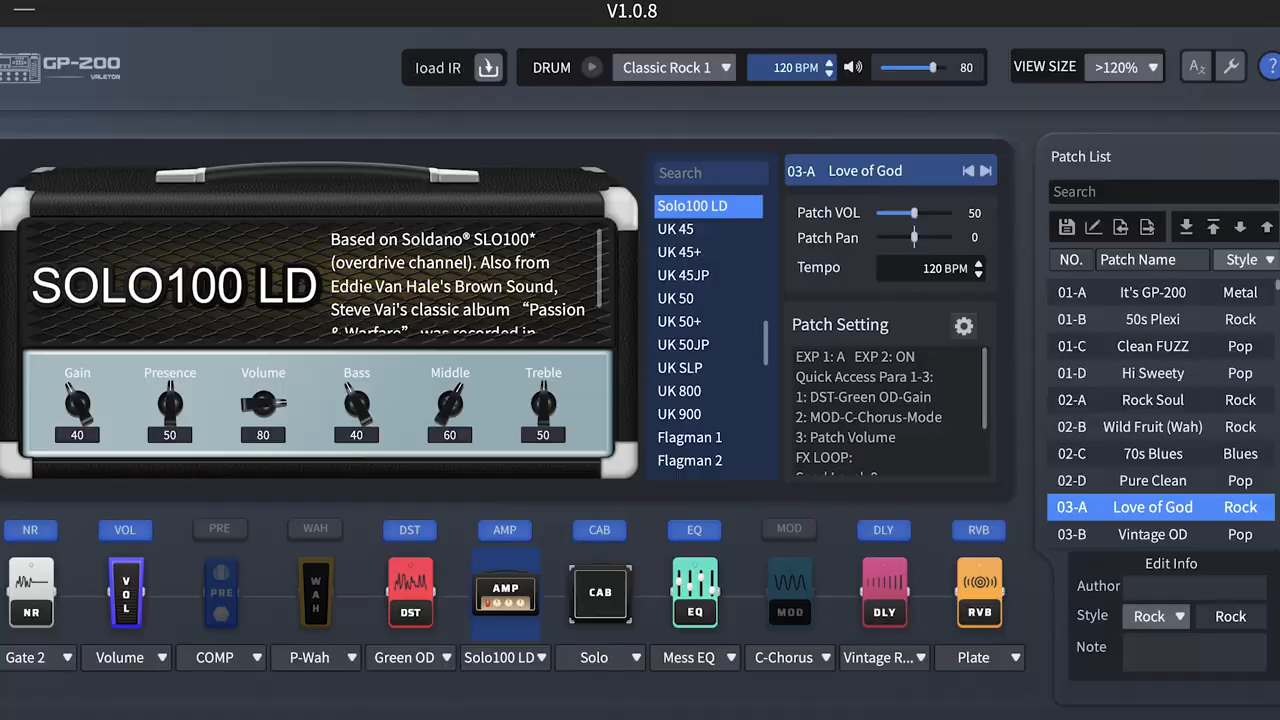 V1.0.8
GP-200
VALETON
load IR
DRUM
Classic Rock 1
120 BPM
80
VIEW SIZE
>120%
?
SOLO100 LD
Based on Soldano® SLO100*
(overdrive channel). Also from
Eddie Van Hale's Brown Sound,
Steve Vai's classic album “Passion
& Warfare” was recorded in
Gain
Presence
Volume
Bass
Middle
Treble
40
50
80
40
60
50
Search
Solo100 LD
UK 45
UK 45+
UK 45JP
UK 50
UK 50+
UK 50JP
UK SLP
UK 800
UK 900
Flagman 1
Flagman 2
03-A Love of God
Patch VOL 50
Patch Pan 0
Tempo 120 BPM
Patch Setting
EXP 1: A EXP 2: ON
Quick Access Para 1-3:
1: DST-Green OD-Gain
2: MOD-C-Chorus-Mode
3: Patch Volume
FX LOOP:
Patch List
Search
NO. Patch Name Style
01-A It's GP-200 Metal
01-B 50s Plexi Rock
01-C Clean FUZZ Pop
01-D Hi Sweety Pop
02-A Rock Soul Rock
02-B Wild Fruit (Wah) Rock
02-C 70s Blues Blues
02-D Pure Clean Pop
03-A Love of God Rock
03-B Vintage OD Pop
Edit Info
Author
Style Rock Rock
Note
NR
VOL
PRE
WAH
DST
AMP
CAB
EQ
MOD
DLY
RVB
NR
VOL
PRE
WAH
DST
AMP
CAB
EQ
MOD
DLY
RVB
Gate 2
Volume
COMP
P-Wah
Green OD
Solo100 LD
Solo
Mess EQ
C-Chorus
Vintage R...
Plate